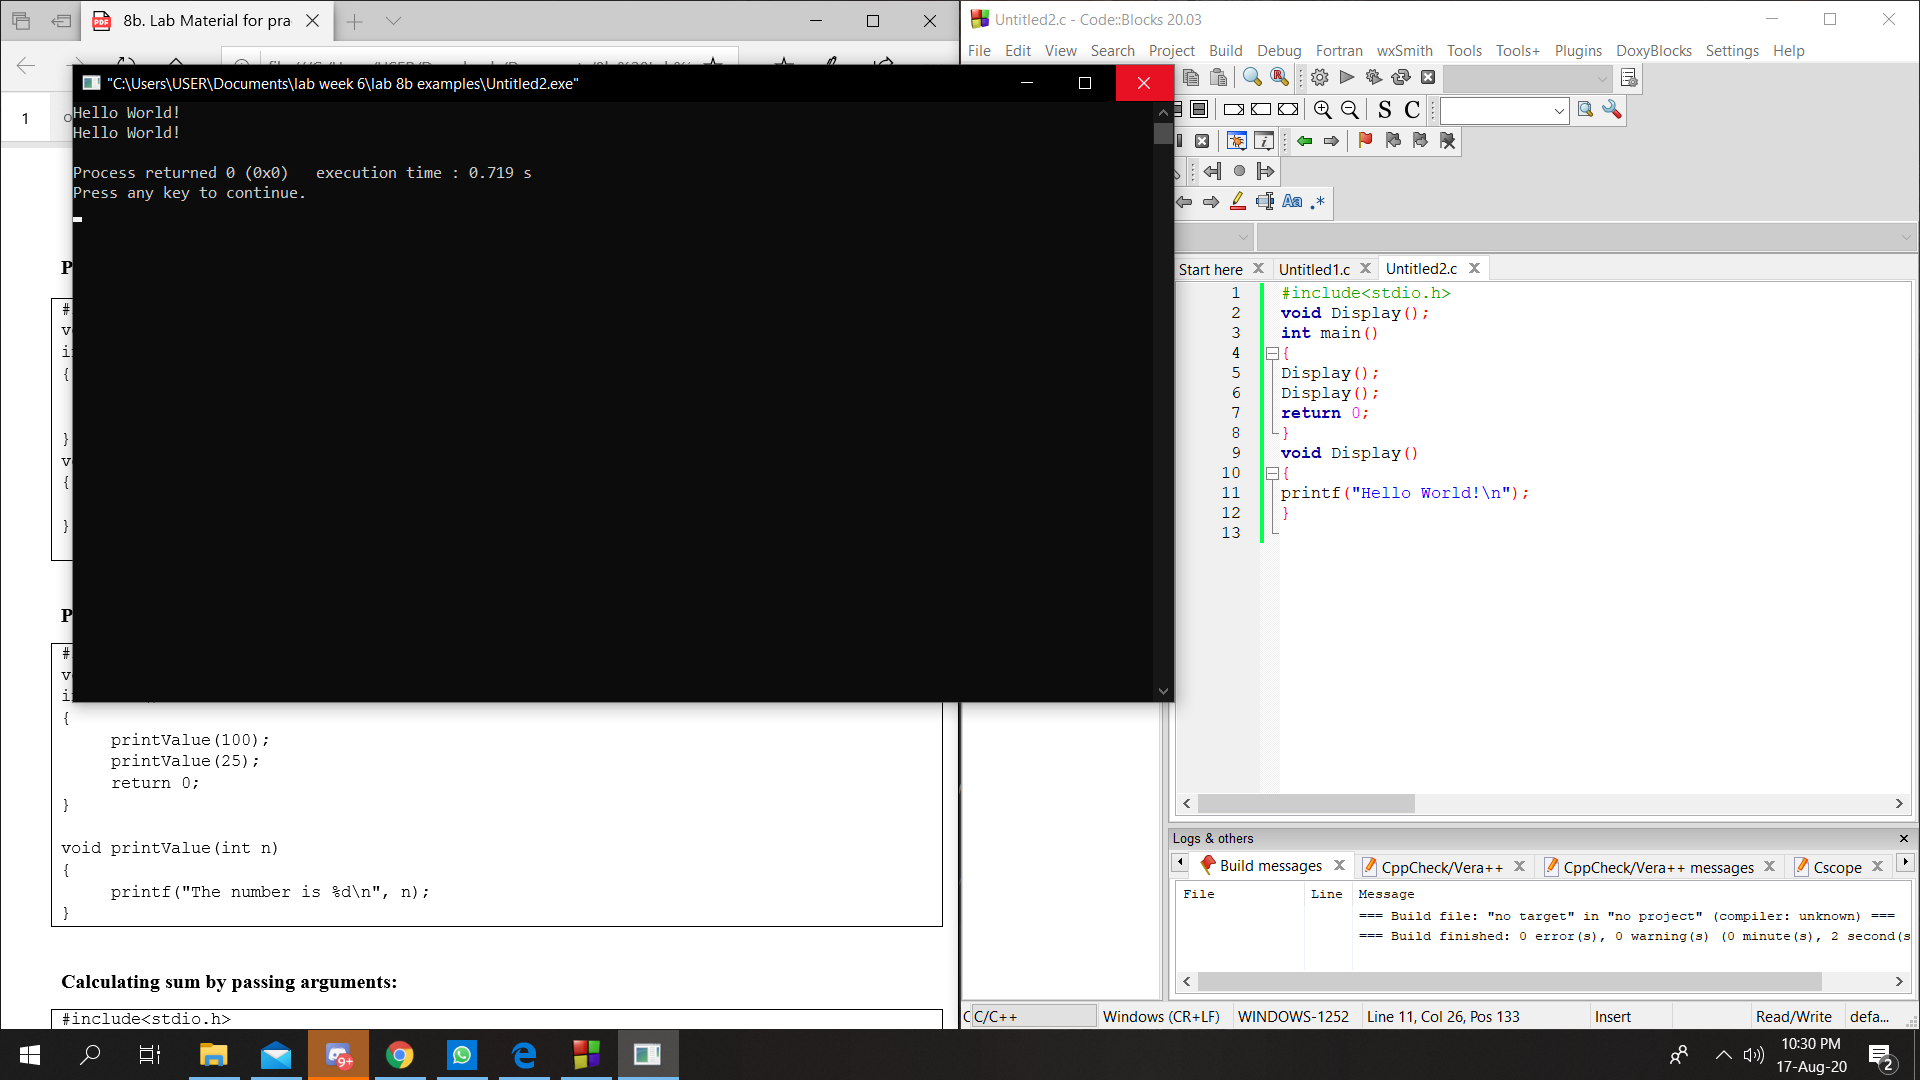 8b. Lab Material for pra
1
"C:\Users\USER\Documents\lab week 6\lab 8b examples\Untitled2.exe"
Hello World!
Hello World!
Process returned 0 (0x0)   execution time : 0.719 s
Press any key to continue.
{
}
{
}
{
     printValue(100);
     printValue(25);
     return 0;
}
void printValue(int n)
{
     printf("The number is %d\n", n);
}
Calculating sum by passing arguments:
#include<stdio.h>
Untitled2.c - Code::Blocks 20.03
File Edit View Search Project Build Debug Fortran wxSmith Tools Tools+ Plugins DoxyBlocks Settings Help
S C
Aa .*
Start here Untitled1.c Untitled2.c
1 #include<stdio.h>
2 void Display();
3 int main()
4 {
5 Display();
6 Display();
7 return 0;
8 }
9 void Display()
10 {
11 printf("Hello World!\n");
12 }
13
Logs & others
Build messages CppCheck/Vera++ CppCheck/Vera++ messages Cscope
File Line Message
=== Build file: "no target" in "no project" (compiler: unknown) ===
=== Build finished: 0 error(s), 0 warning(s) (0 minute(s), 2 second(s
C/C++ Windows (CR+LF) WINDOWS-1252 Line 11, Col 26, Pos 133 Insert Read/Write defa...
9+
10:30 PM
17-Aug-20
2